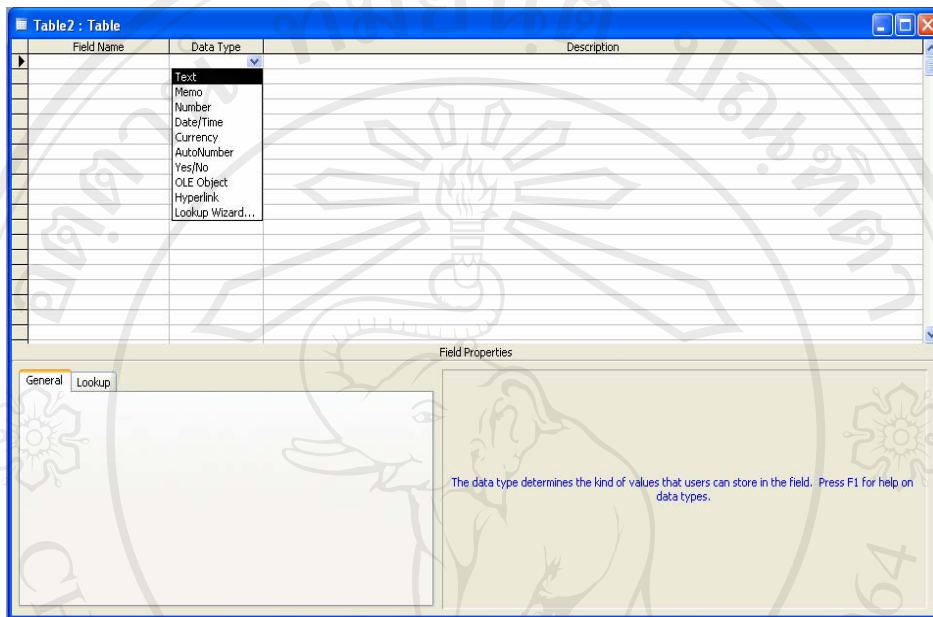 Table2 : Table
Field Name Data Type Description
Text
Memo
Number
Date/Time
Currency
AutoNumber
Yes/No
OLE Object
Hyperlink
Lookup Wizard...
Field Properties
General Lookup
The data type determines the kind of values that users can store in the field. Press F1 for help on
data types.
964